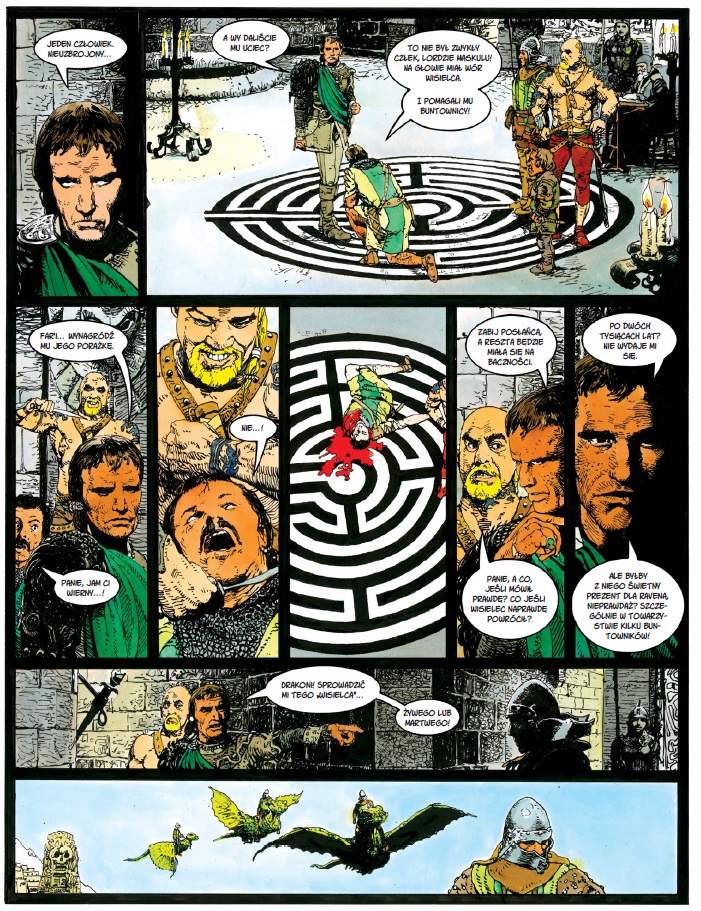 JEDEN CZŁOWIEK.
NIEUZBROJONY...
A WY DALIŚCIE
MU UCIEC?
TO NIE BYŁ ZWYKŁY
CZŁEK, LORDZIE MASKULU!
NA GŁOWIE MIAŁ WÓR
WISIELCA.
I POMAGALI MU
BUNTOWNICY!
FARI... WYNAGRÓDŹ
MU JEGO PORAŻKĘ.
PANIE, JAM CI
WIERNY...!
NIE...!
ZABIJ POSŁAŃCA,
A RESZTA BĘDZIE
MIAŁA SIĘ NA
BACZNOŚCI.
PANIE, A CO,
JEŚLI MÓWIŁ
PRAWDĘ? CO JEŚLI
WISIELEC NAPRAWDĘ
POWRÓCIŁ?
PO DWÓCH
TYSIĄCACH LAT?
NIE WYDAJE MI
SIĘ.
ALE BYŁBY
Z NIEGO ŚWIETNY
PREZENT DLA RAVENA,
NIEPRAWDAŻ? SZCZE-
GÓLNIE W TOWARZY-
STWIE KILKU BUN-
TOWNIKÓW!
DRAKONI! SPROWADZIĆ
MI TEGO „WISIELCA”...
ŻYWEGO LUB
MARTWEGO!